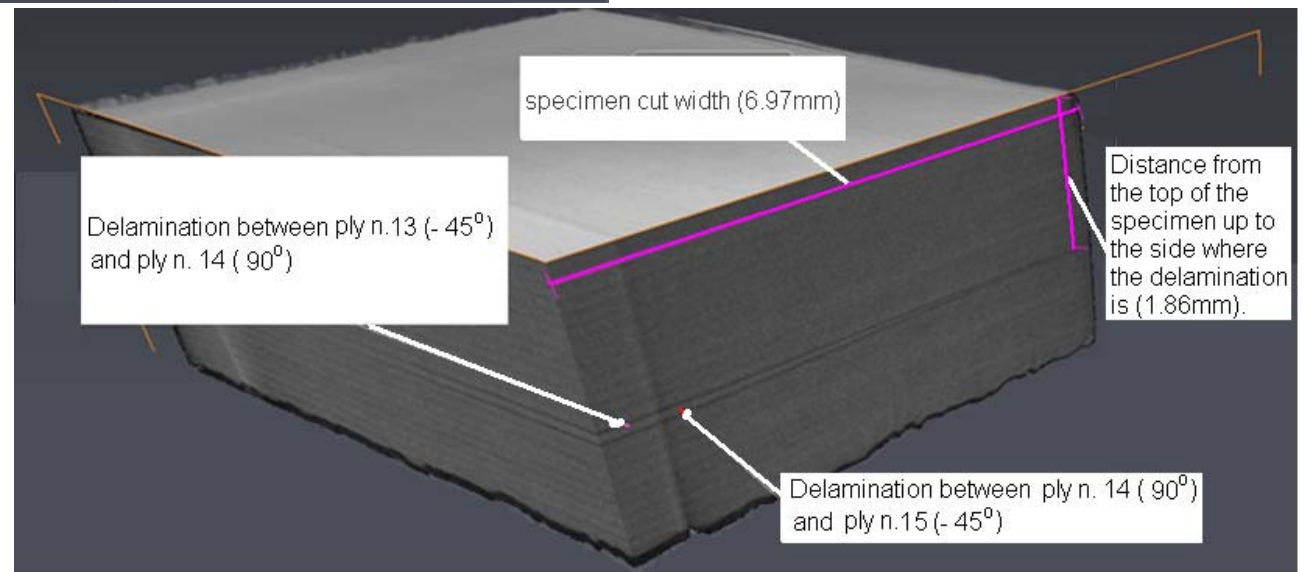 specimen cut width (6.97mm)
Delamination between ply n.13 (- 45⁰)
and ply n. 14 ( 90⁰)
Distance from
the top of the
specimen up to
the side where
the delamination
is (1.86mm).
Delamination between ply n. 14 ( 90⁰)
and ply n.15 (- 45⁰)